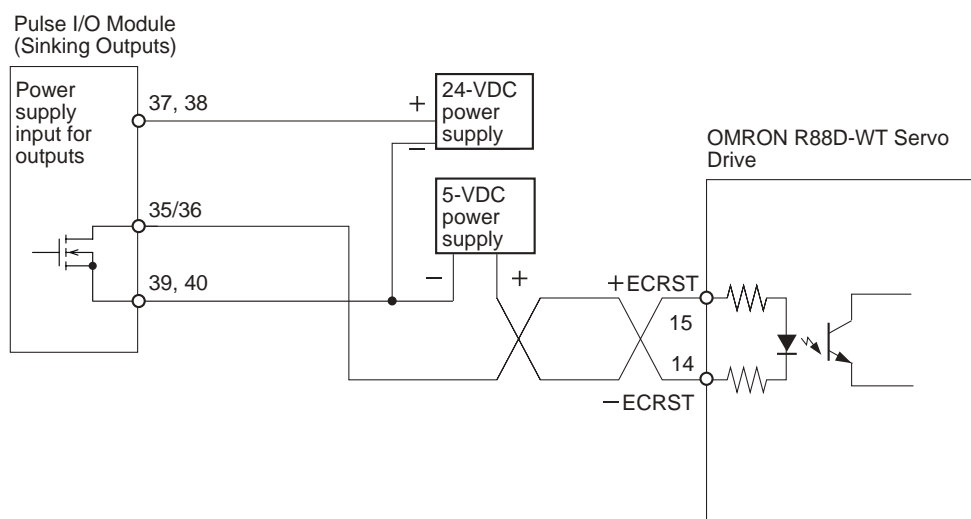 Pulse I/O Module
(Sinking Outputs)
Power
supply
input for
outputs
37, 38
+
24-VDC
power
supply
−
OMRON R88D-WT Servo
Drive
35/36
5-VDC
power
supply
−
+
39, 40
+ECRST
15
14
−ECRST